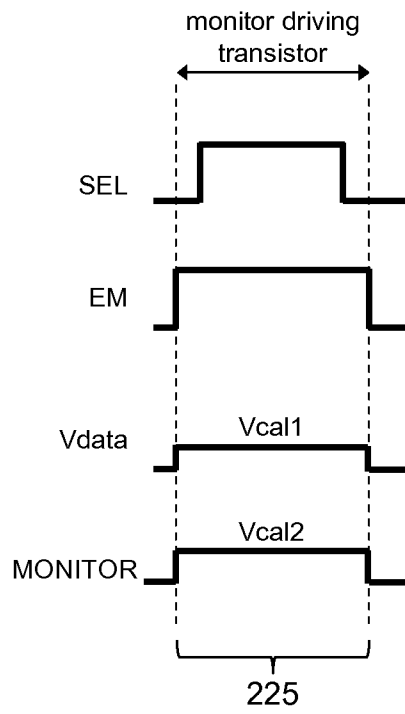 monitor driving
transistor
SEL
EM
Vdata
Vcal1
Vcal2
MONITOR
225